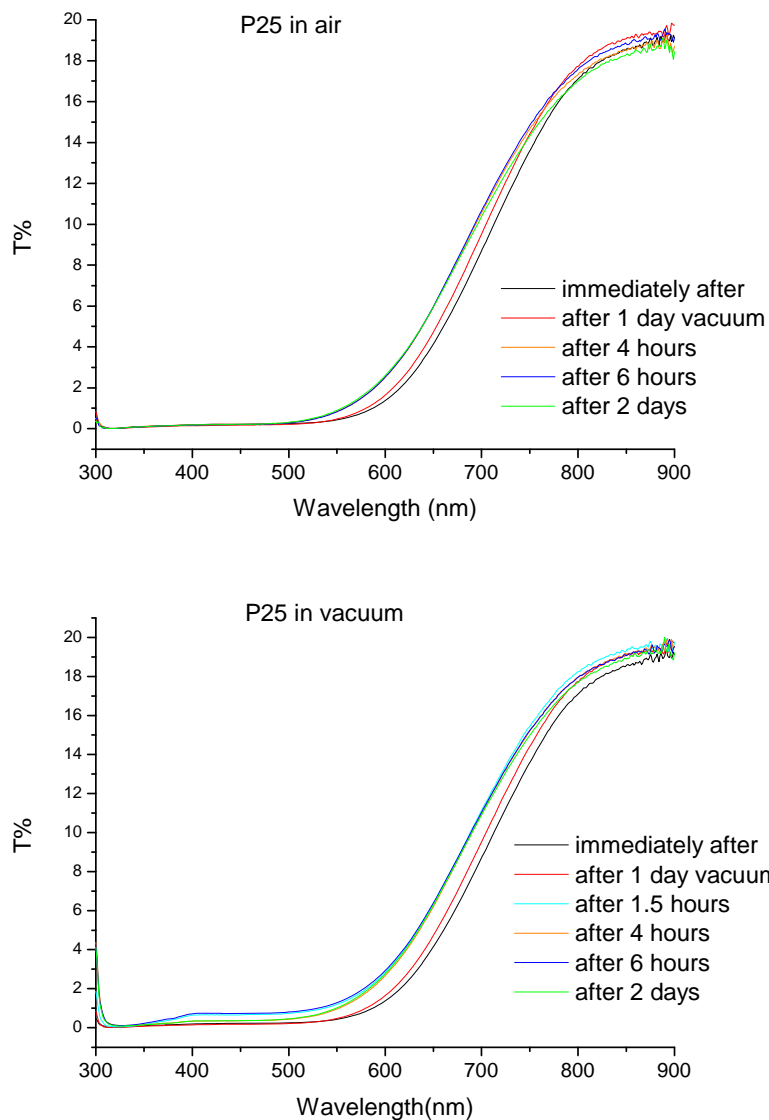 P25 in air
20
18
16
14
12
10
8
6
4
2
0
T%
immediately after
after 1 day vacuum
after 4 hours
after 6 hours
after 2 days
300 400 500 600 700 800 900
Wavelength (nm)
P25 in vacuum
20
18
16
14
12
10
8
6
4
2
0
T%
immediately after
after 1 day vacuum
after 1.5 hours
after 4 hours
after 6 hours
after 2 days
300 400 500 600 700 800 900
Wavelength(nm)